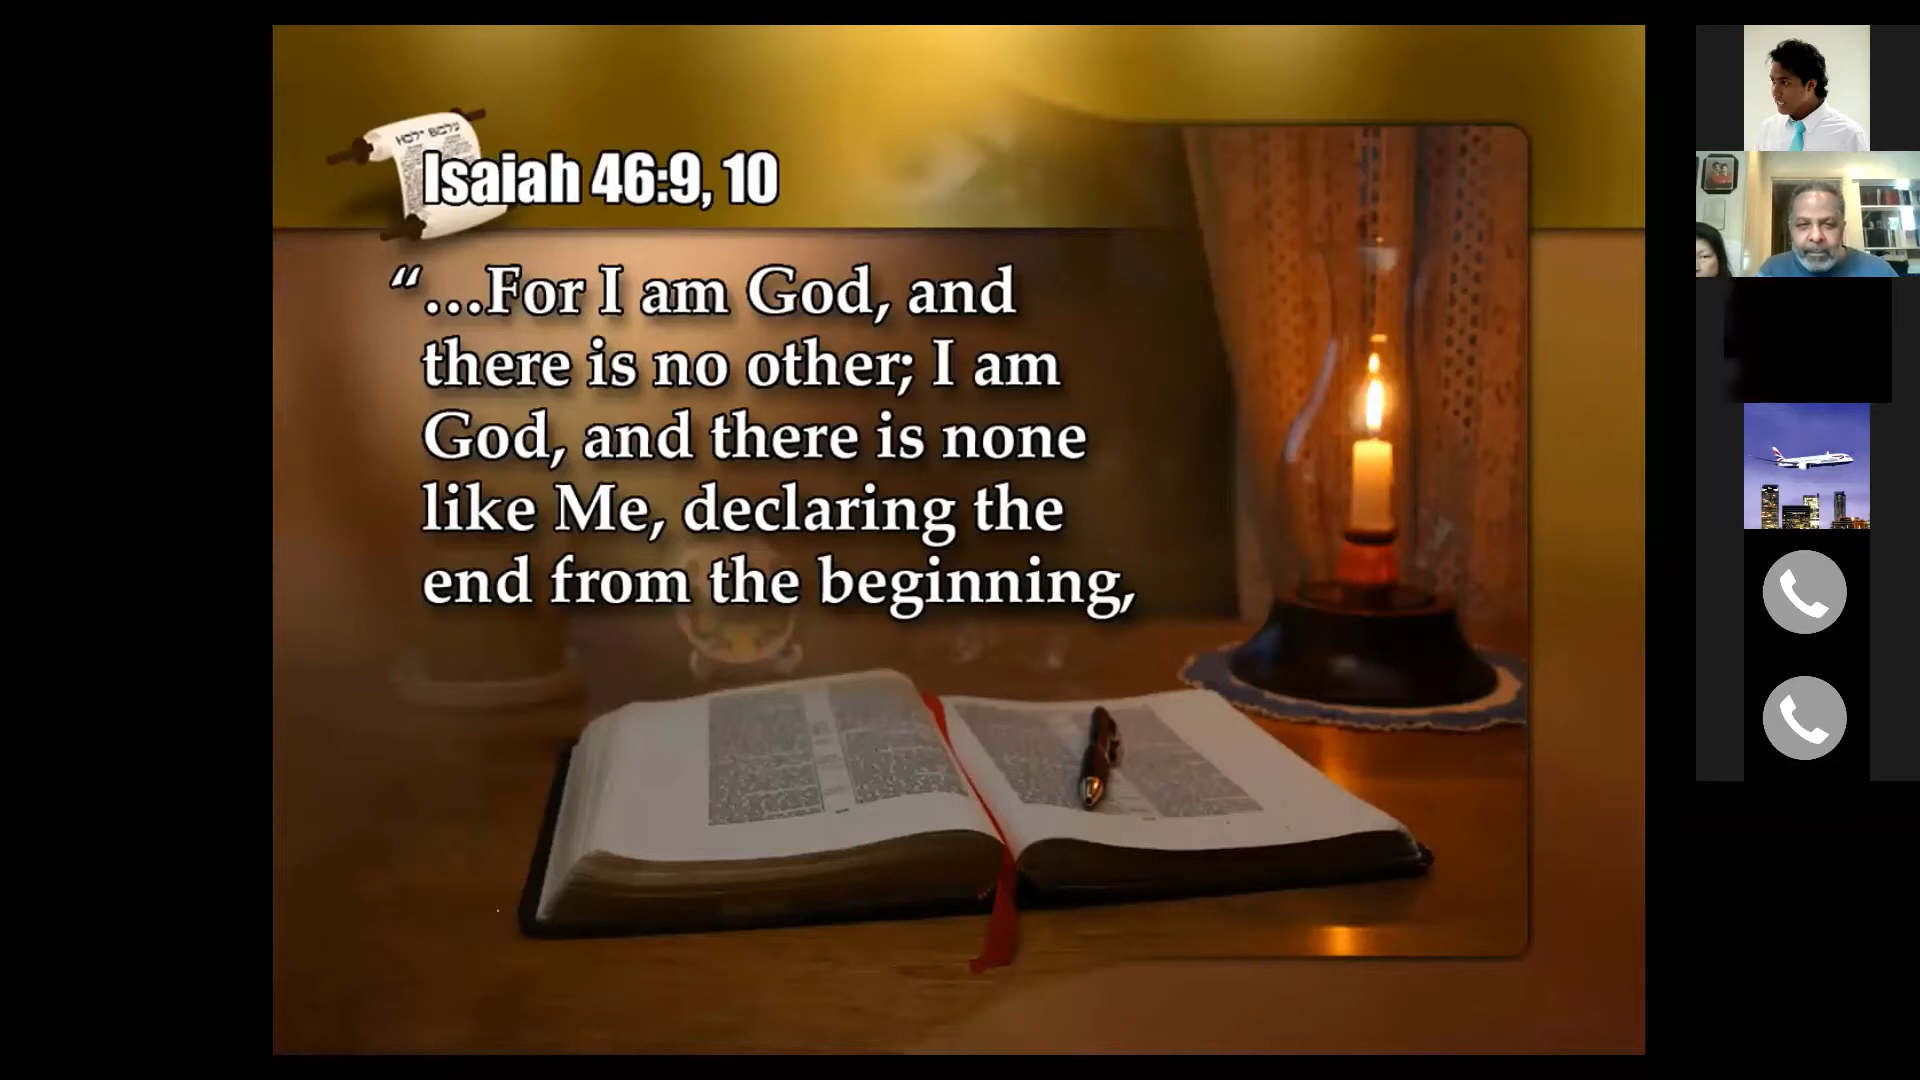 Isaiah 46:9, 10
“…For I am God, and
there is no other; I am
God, and there is none
like Me, declaring the
end from the beginning,